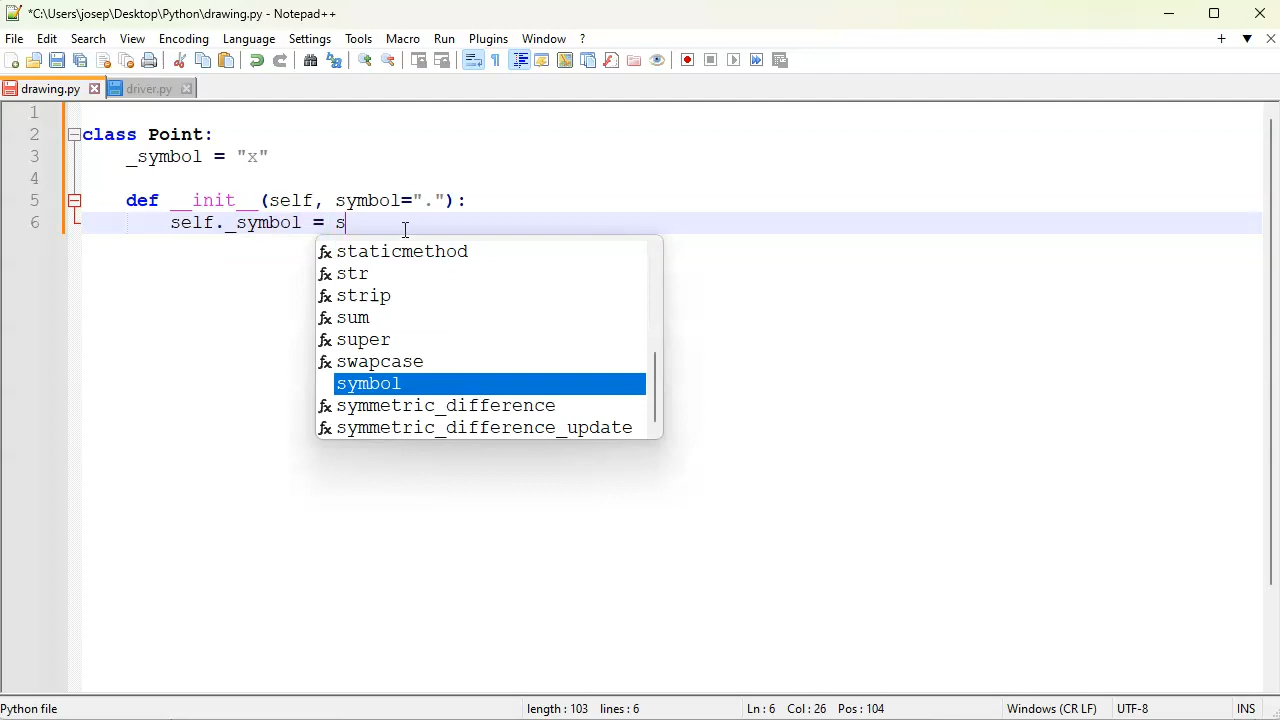 *C:\Users\josep\Desktop\Python\drawing.py - Notepad++
File Edit Search View Encoding Language Settings Tools Macro Run Plugins Window ?
drawing.py driver.py
1
2 class Point:
3 _symbol = "x"
4
5 def __init__(self, symbol="."):
6 self._symbol = s
staticmethod
str
strip
sum
super
swapcase
symbol
symmetric_difference
symmetric_difference_update
Python file length : 103 lines : 6 Ln : 6 Col : 26 Pos : 104 Windows (CR LF) UTF-8 INS